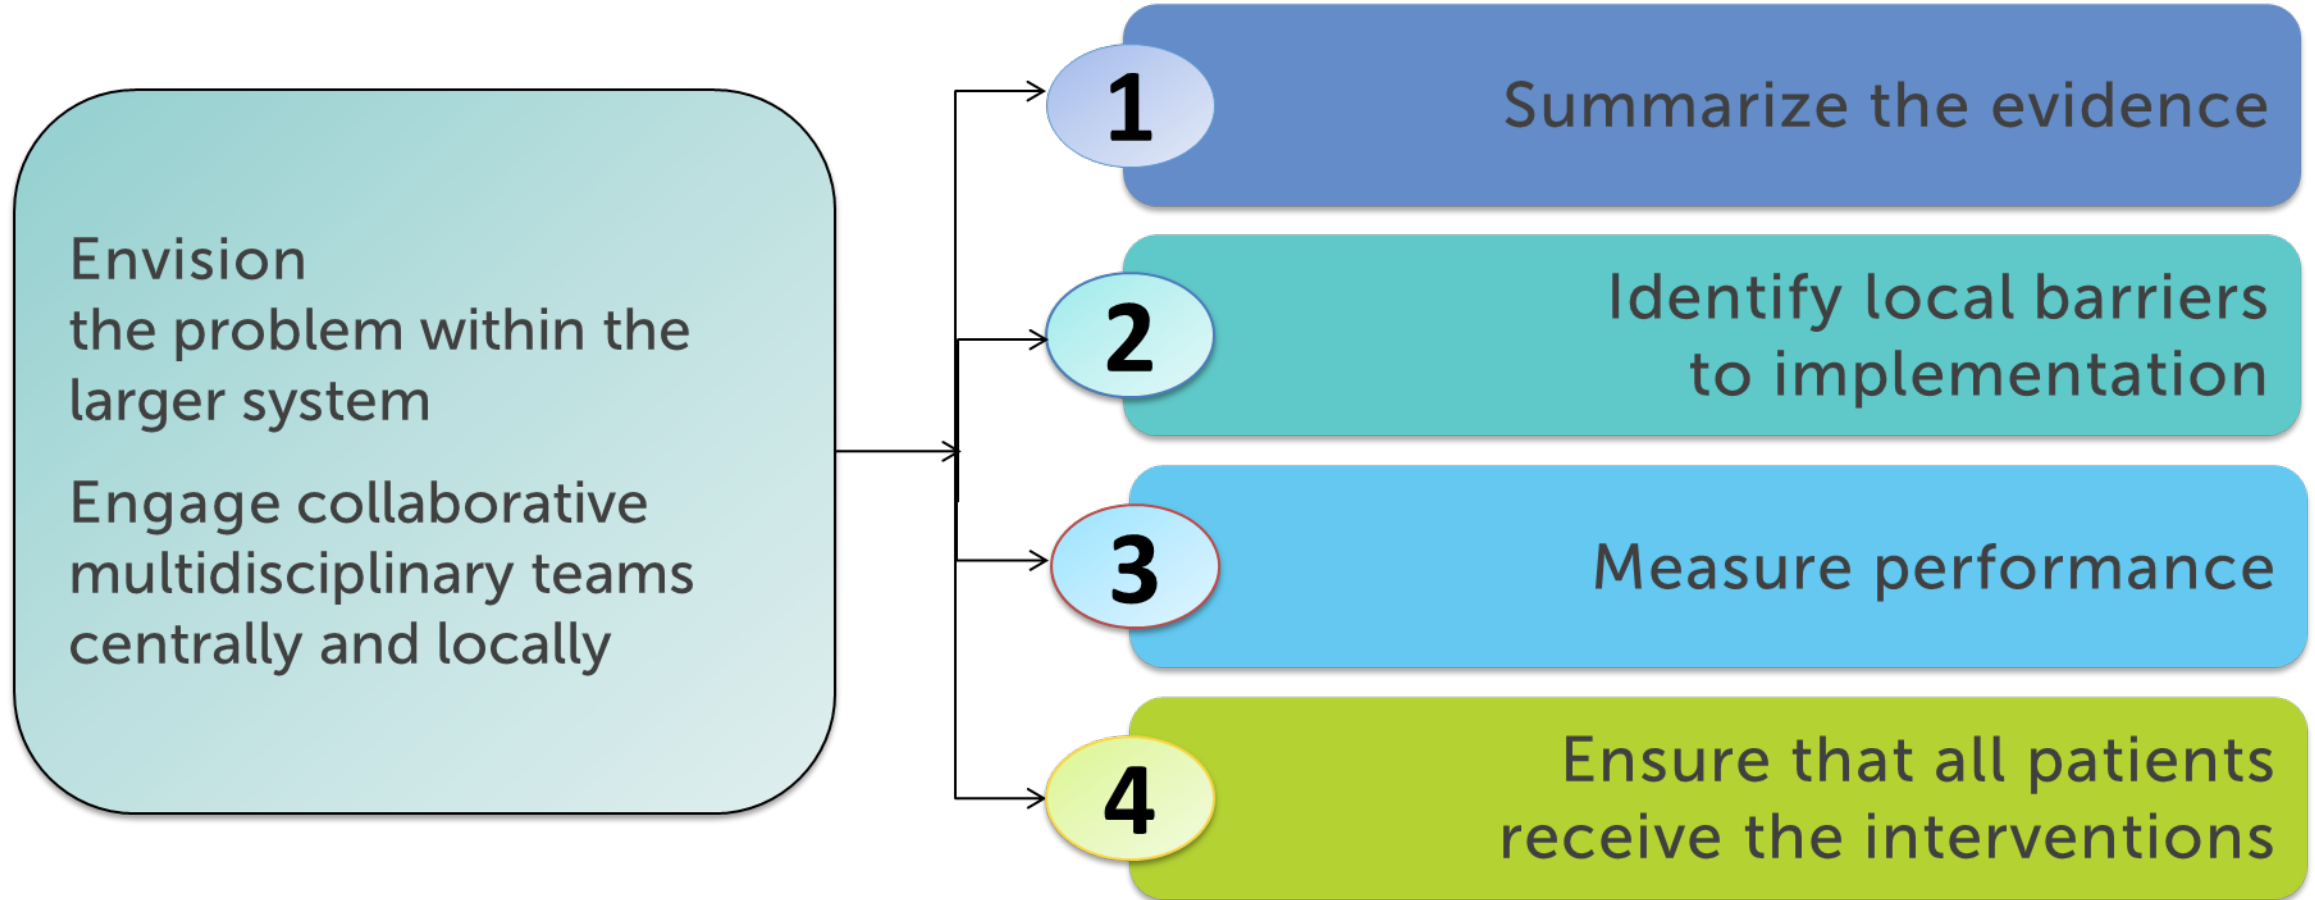 Envision
the problem within the
larger system
Engage collaborative
multidisciplinary teams
centrally and locally
1
Summarize the evidence
2
Identify local barriers
to implementation
3
Measure performance
4
Ensure that all patients
receive the interventions